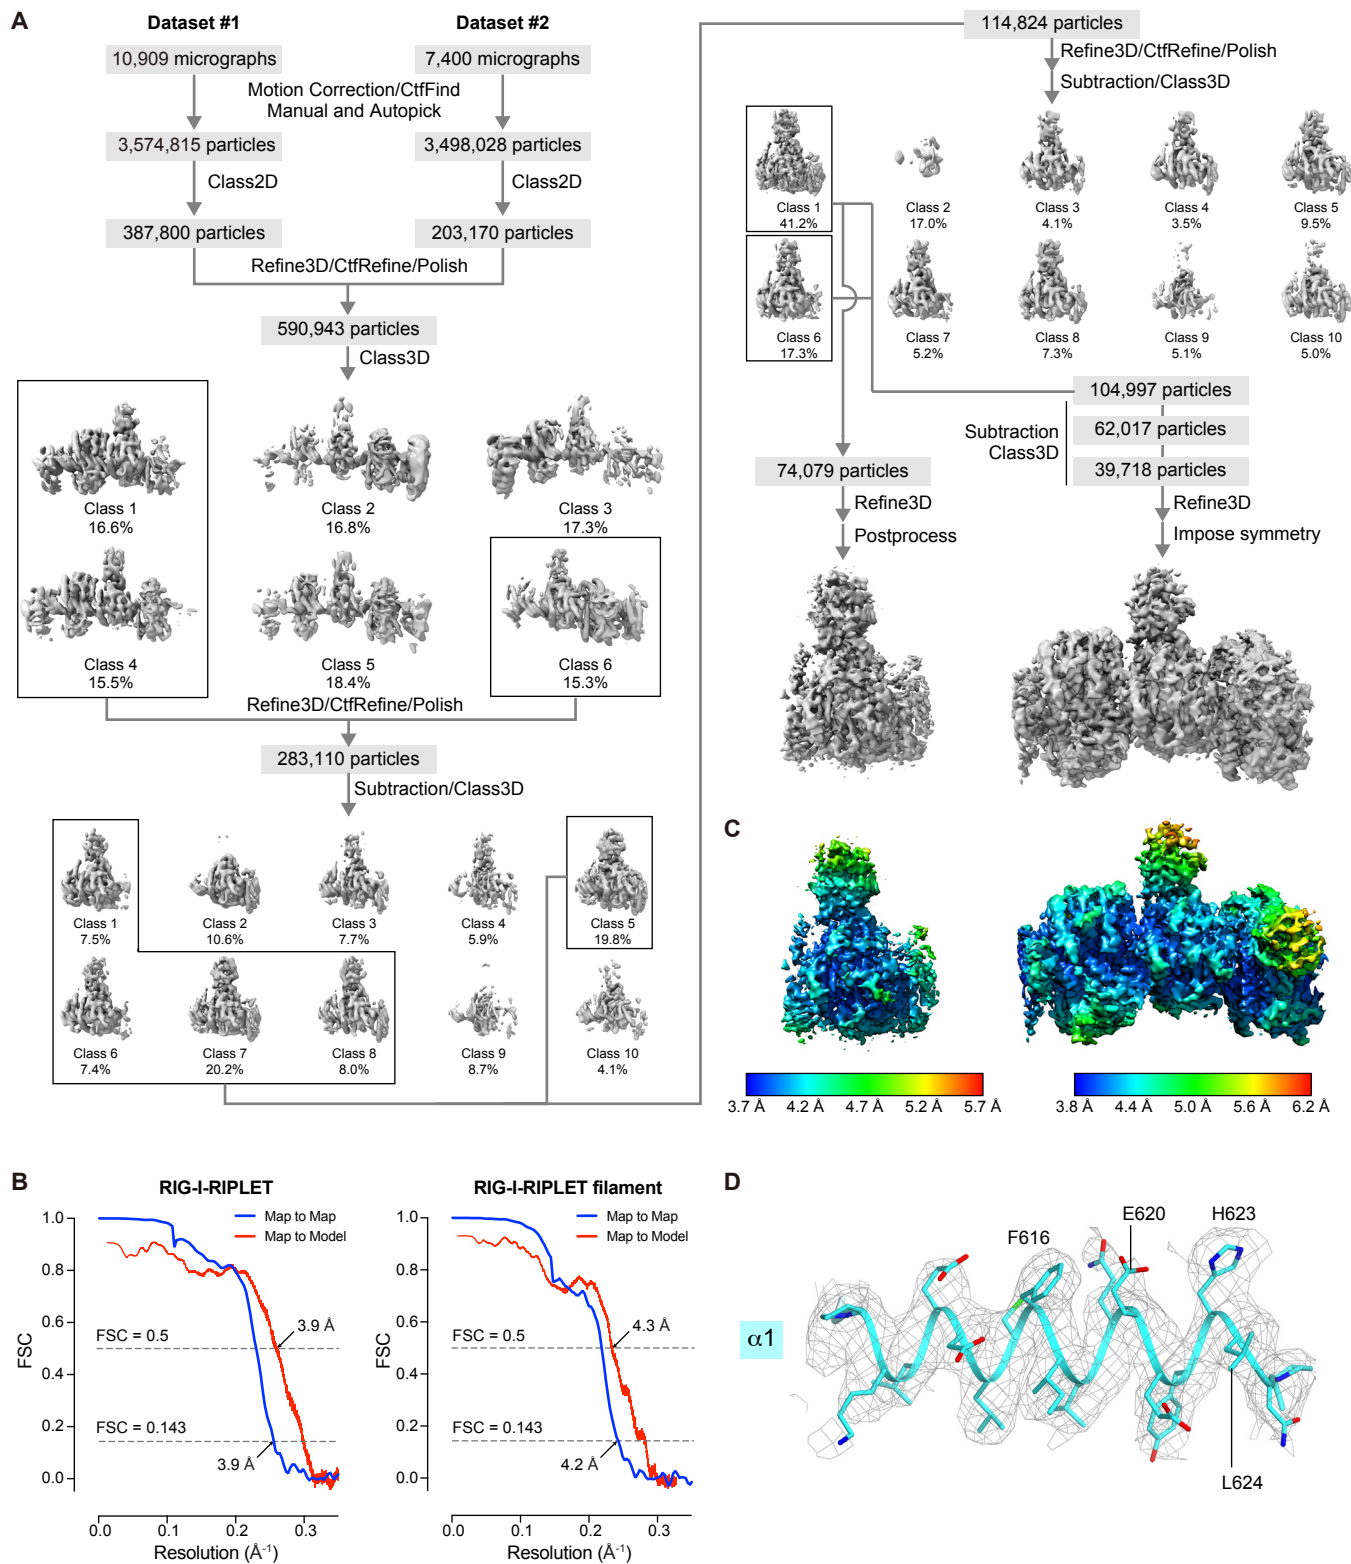 A
Dataset #1
Dataset #2
10,909 micrographs
7,400 micrographs
Motion Correction/CtfFind
Manual and Autopick
3,574,815 particles
3,498,028 particles
Class2D
Class2D
387,800 particles
203,170 particles
Refine3D/CtfRefine/Polish
590,943 particles
Class3D
Class 1
16.6%
Class 2
16.8%
Class 3
17.3%
Class 4
15.5%
Class 5
18.4%
Class 6
15.3%
Refine3D/CtfRefine/Polish
283,110 particles
Subtraction/Class3D
Class 1
7.5%
Class 2
10.6%
Class 3
7.7%
Class 4
5.9%
Class 5
19.8%
Class 6
7.4%
Class 7
20.2%
Class 8
8.0%
Class 9
8.7%
Class 10
4.1%
114,824 particles
Refine3D/CtfRefine/Polish
Subtraction/Class3D
Class 1
41.2%
Class 2
17.0%
Class 3
4.1%
Class 4
3.5%
Class 5
9.5%
Class 6
17.3%
Class 7
5.2%
Class 8
7.3%
Class 9
5.1%
Class 10
5.0%
104,997 particles
Subtraction
Class3D
62,017 particles
74,079 particles
39,718 particles
Refine3D
Refine3D
Postprocess
Impose symmetry
C
3.7 Å
4.2 Å
4.7 Å
5.2 Å
5.7 Å
3.8 Å
4.4 Å
5.0 Å
5.6 Å
6.2 Å
B
RIG-I-RIPLET
Map to Map
Map to Model
1.0
0.8
0.6
0.4
0.2
0.0
FSC
FSC = 0.5
3.9 Å
FSC = 0.143
3.9 Å
0.0
0.1
0.2
0.3
Resolution (Å⁻¹)
RIG-I-RIPLET filament
Map to Map
Map to Model
1.0
0.8
0.6
0.4
0.2
0.0
FSC
FSC = 0.5
4.3 Å
FSC = 0.143
4.2 Å
0.0
0.1
0.2
0.3
Resolution (Å⁻¹)
D
α1
F616
E620
H623
L624